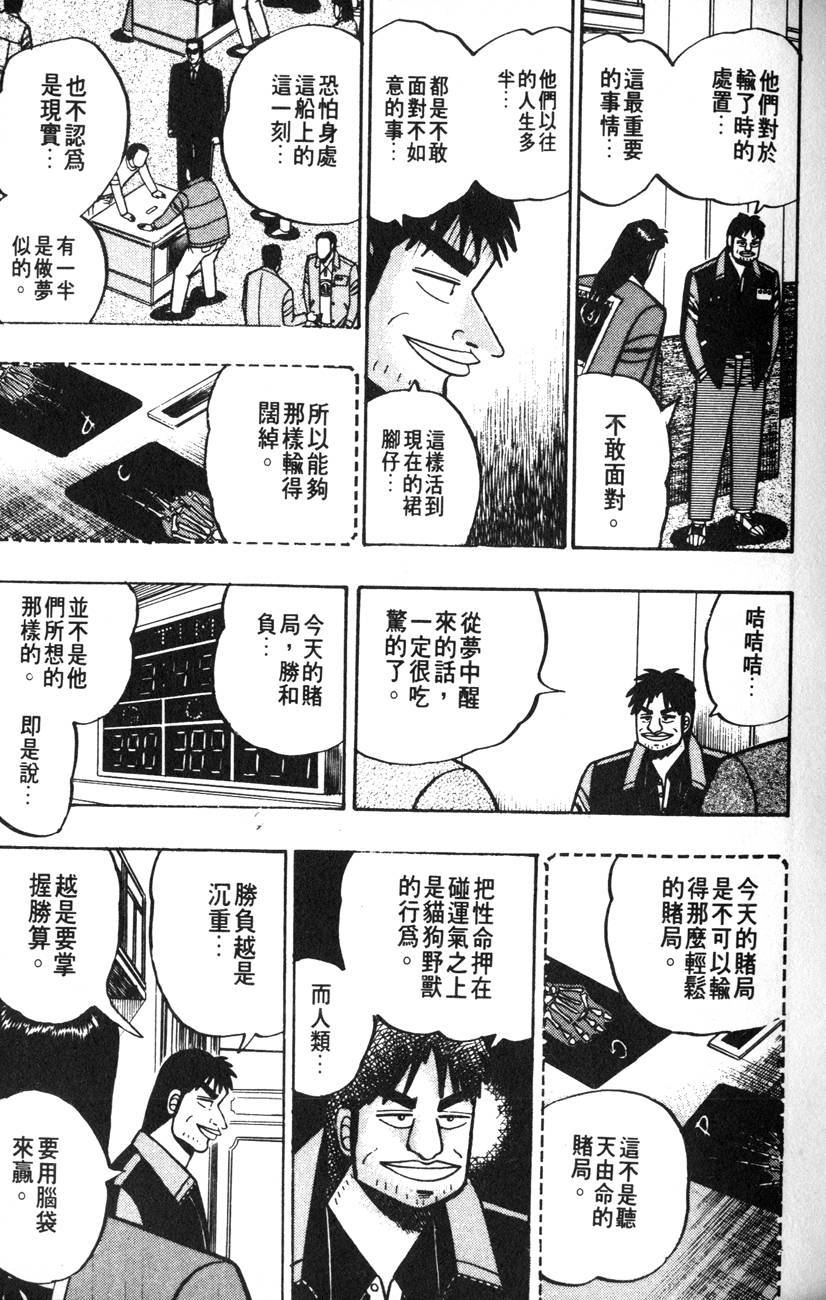 他們對於
輸了時的
處置…
這最重要
的事情…
不敢面對。
他們以往
的人生多
半…
都是不敢
面對不如
意的事…
這樣活到
現在的裙
腳仔…
恐怕身處
這船上的
這一刻…
也不認爲
是現實…
有一半
是做夢
似的。
所以能夠
那樣輸得
闊綽。
咭咭咭…
從夢中醒
來的話，
一定很吃
驚的了。
今天的賭
局，勝和
負…
並不是他
們所想的
那樣的。
即是說…
今天的賭局
是不可以輸
得那麼輕鬆
的賭局。
這不是聽
天由命的
賭局。
把性命押在
碰運氣之上
是貓狗野獸
的行爲。
而人類…
勝負越是
沉重…
越是要掌
握勝算。
要用腦袋
來贏。